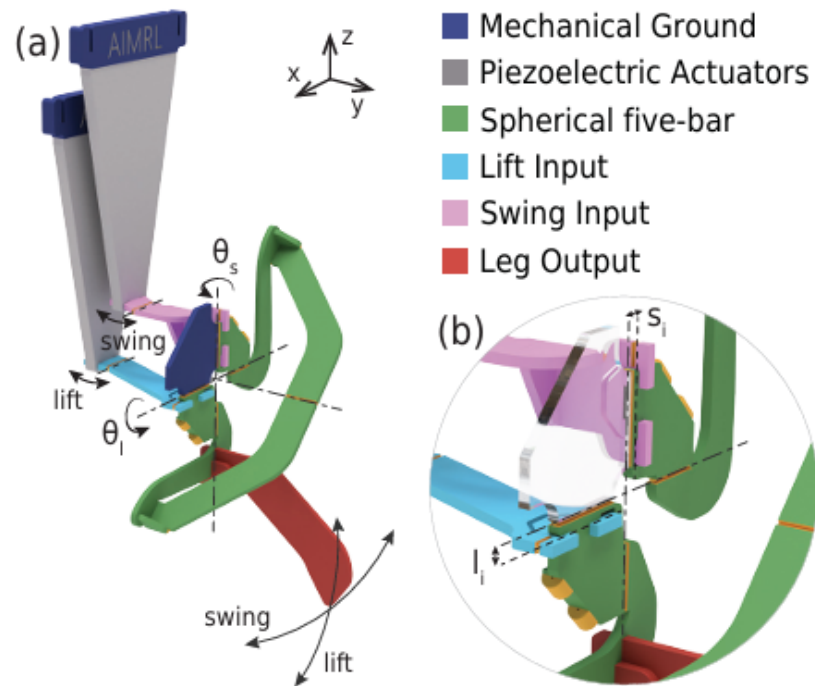 (a)
AIMRL
A
z
x
y
Mechanical Ground
Piezoelectric Actuators
Spherical five-bar
Lift Input
Swing Input
Leg Output
θs
swing
lift
θl
swing
lift
(b)
si
li